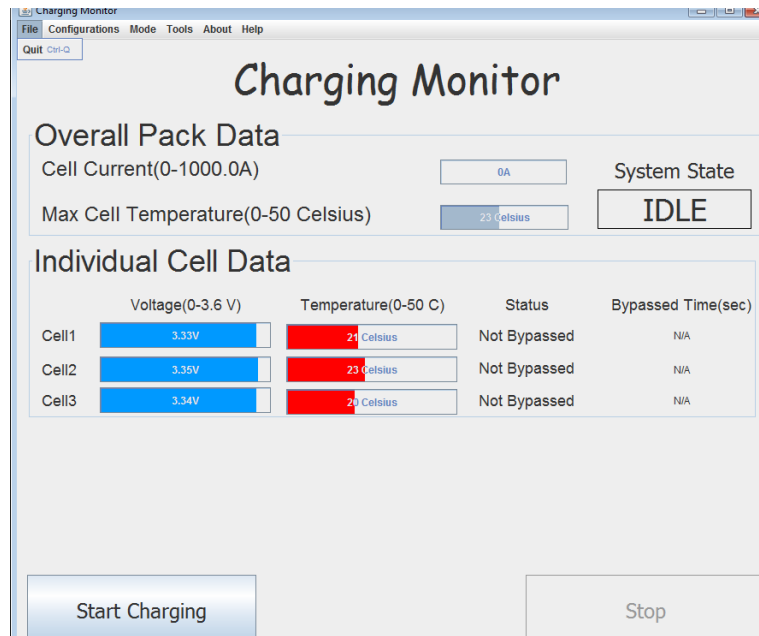 Charging Monitor
File Configurations Mode Tools About Help
Quit Ctrl-Q
Charging Monitor
Overall Pack Data
Cell Current(0-1000.0A) 0A System State
Max Cell Temperature(0-50 Celsius) 23 Celsius IDLE
Individual Cell Data
Voltage(0-3.6 V) Temperature(0-50 C) Status Bypassed Time(sec)
Cell1 3.33V 21 Celsius Not Bypassed N/A
Cell2 3.35V 23 Celsius Not Bypassed N/A
Cell3 3.34V 20 Celsius Not Bypassed N/A
Start Charging Stop